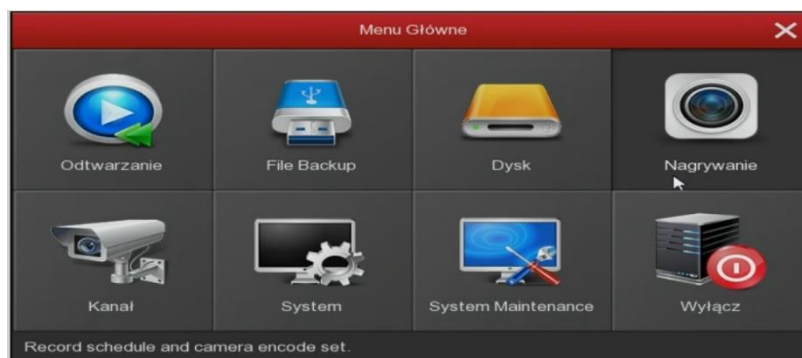 Menu Główne
Odtwarzanie
File Backup
Dysk
Nagrywanie
Kanał
System
System Maintenance
Wyłącz
Record schedule and camera encode set.